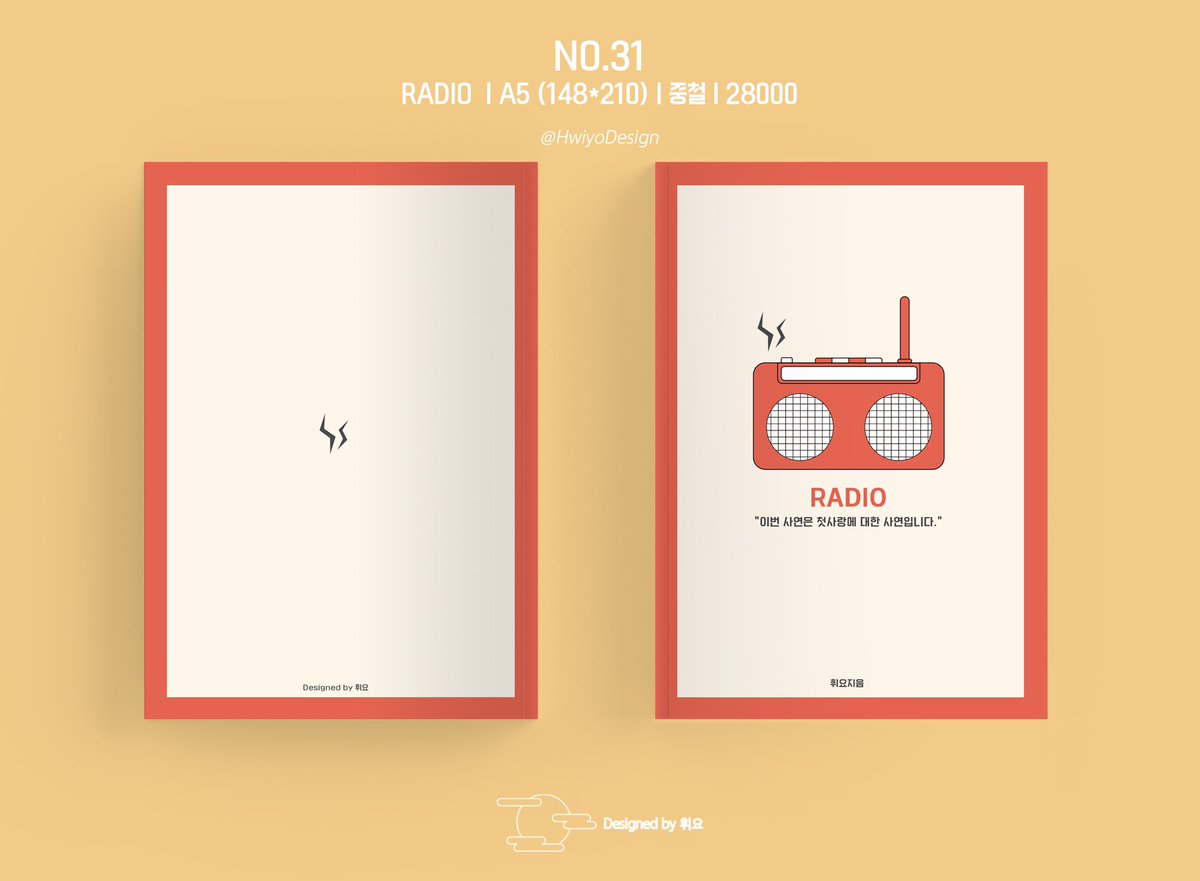 NO.31
RADIO | A5 (148*210) | 중철 | 28000
@HwiyoDesign
Designed by 휘요
RADIO
"이번 사연은 첫사랑에 대한 사연입니다."
휘요지음
Designed by 휘요